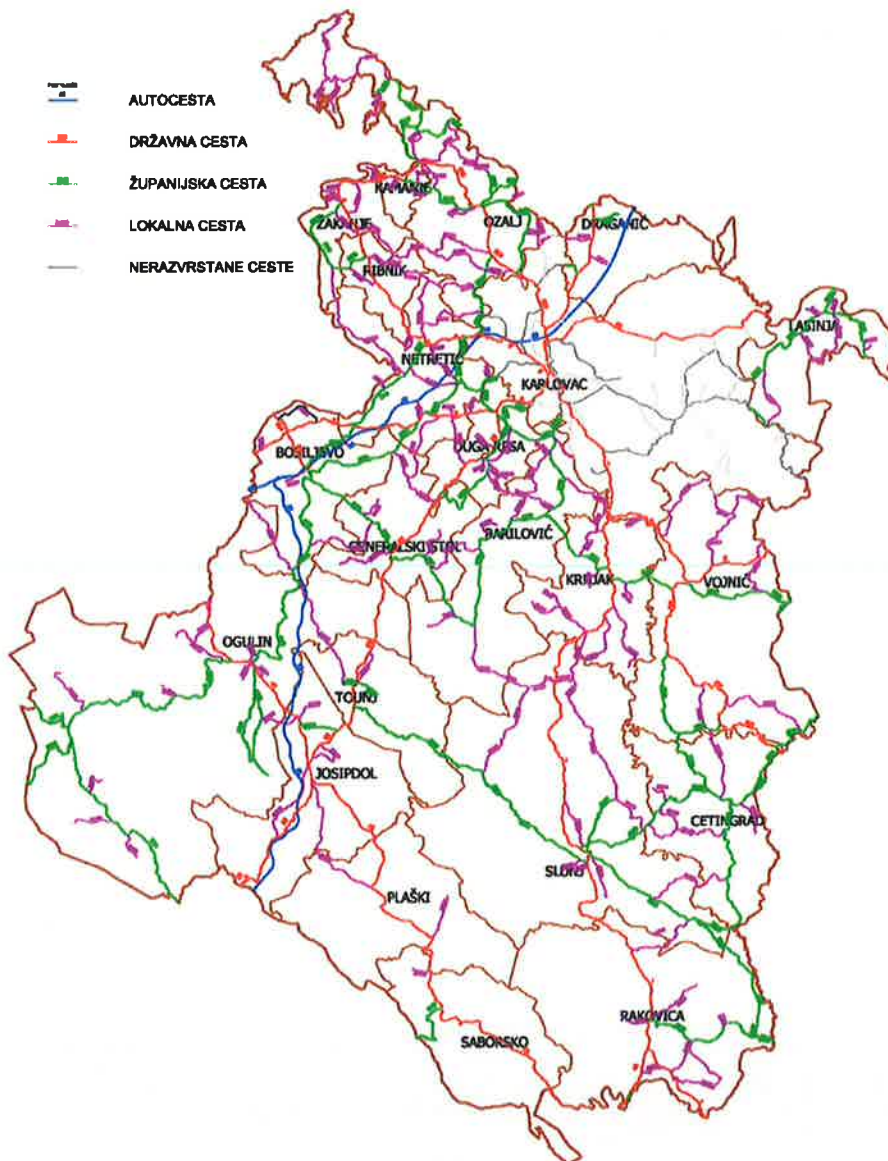 AUTOCESTA
DRŽAVNA CESTA
ŽUPANIJSKA CESTA
LOKALNA CESTA
NERAZVRSTANE CESTE
KAMANJE
ŽAKANJE
OZALJ
DRAGANIĆ
RIBNIK
LASINJA
NETRETIĆ
KARLOVAC
BOSILJEVO
DUGA RESA
GENERALSKI STOL
BARILOVIĆ
KRNJAK
VOJNIĆ
OGULIN
TOUNJ
JOSIPDOL
CETINGRAD
SLUNJ
PLAŠKI
RAKOVICA
SABORSKO